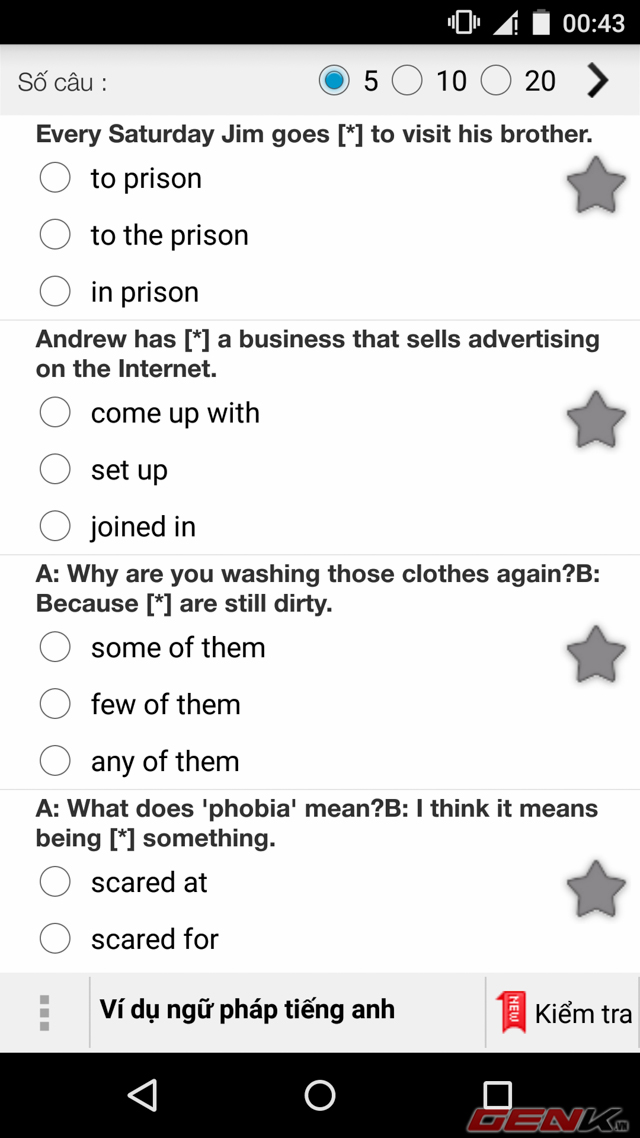 00:43
Số câu : 5 10 20
Every Saturday Jim goes [*] to visit his brother.
to prison
to the prison
in prison
Andrew has [*] a business that sells advertising
on the Internet.
come up with
set up
joined in
A: Why are you washing those clothes again?B:
Because [*] are still dirty.
some of them
few of them
any of them
A: What does 'phobia' mean?B: I think it means
being [*] something.
scared at
scared for
Ví dụ ngữ pháp tiếng anh
NEW
Kiểm tra
GENK.VN